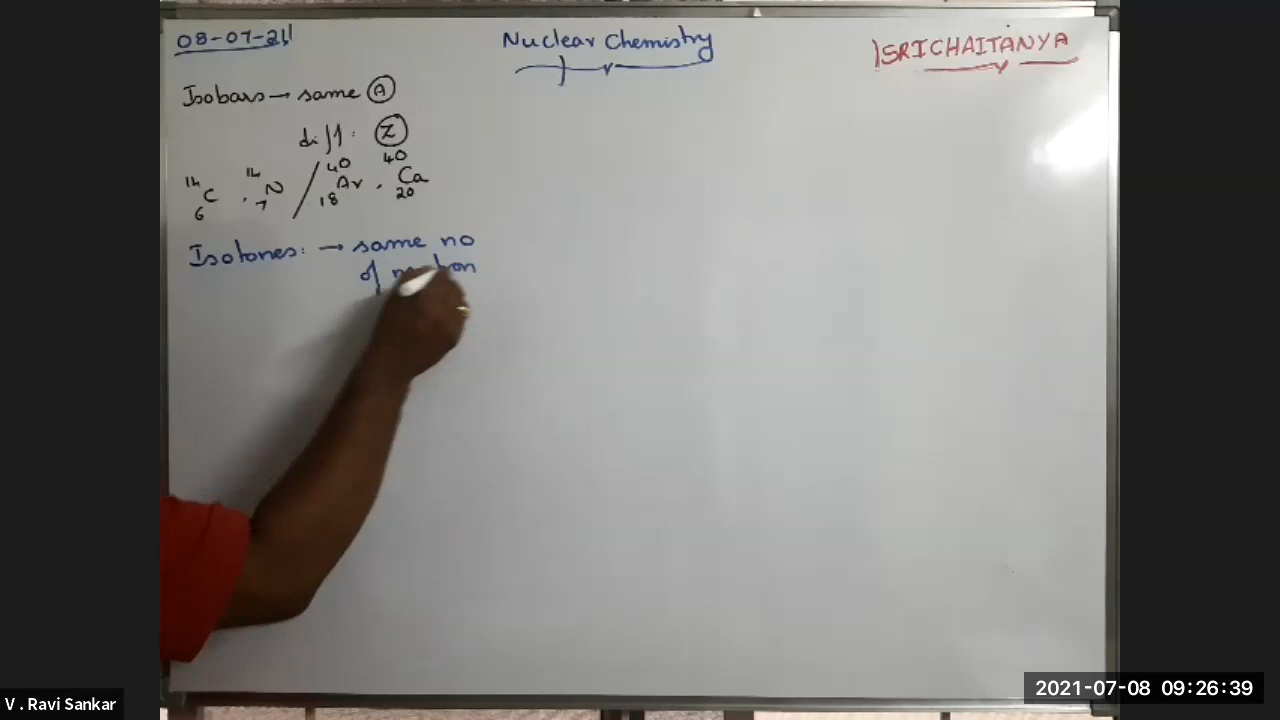 08-07-21
Nuclear Chemistry
SRICHAITANYA
Isobars → same A
diff: Z
14 6 C , 14 7 N / 40 18 Ar , 40 20 Ca
Isotones: → same no
of
V . Ravi Sankar
2021-07-08 09:26:39